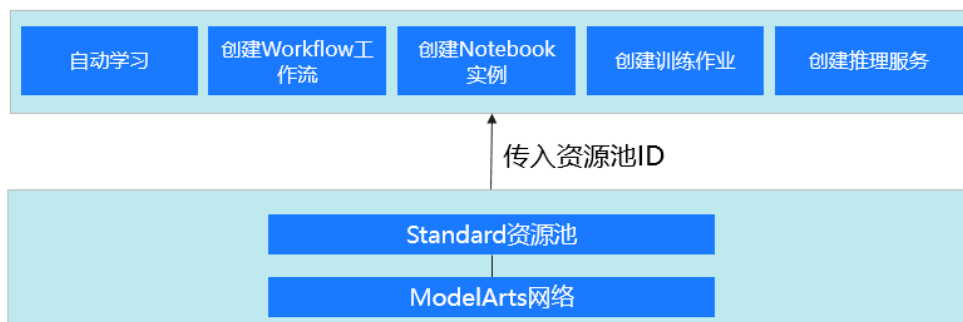 自动学习
创建Workflow工
作流
创建Notebook
实例
创建训练作业
创建推理服务
传入资源池ID
Standard资源池
ModelArts网络